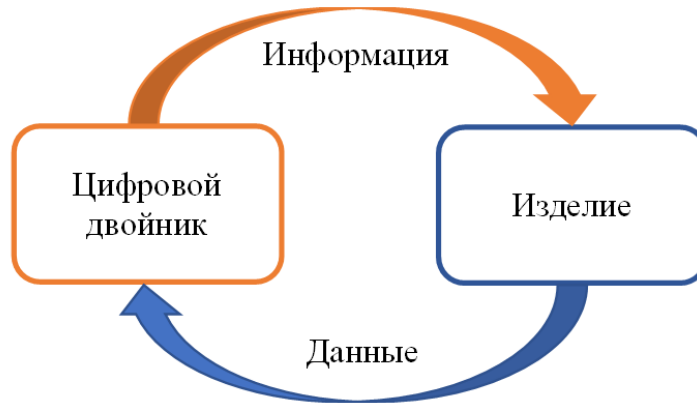 Информация
Цифровой
двойник
Изделие
Данные